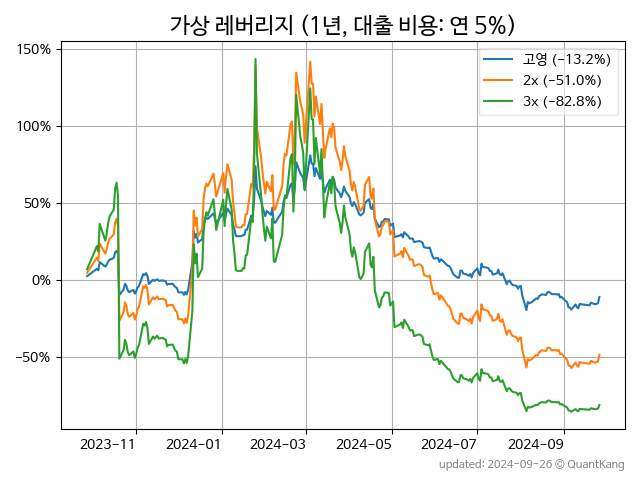 가상 레버리지 (1년, 대출 비용: 연 5%)
150%
100%
50%
0%
−50%
고영 (−13.2%)
2x (−51.0%)
3x (−82.8%)
2023-11 2024-01 2024-03 2024-05 2024-07 2024-09
updated: 2024-09-26 © QuantKang